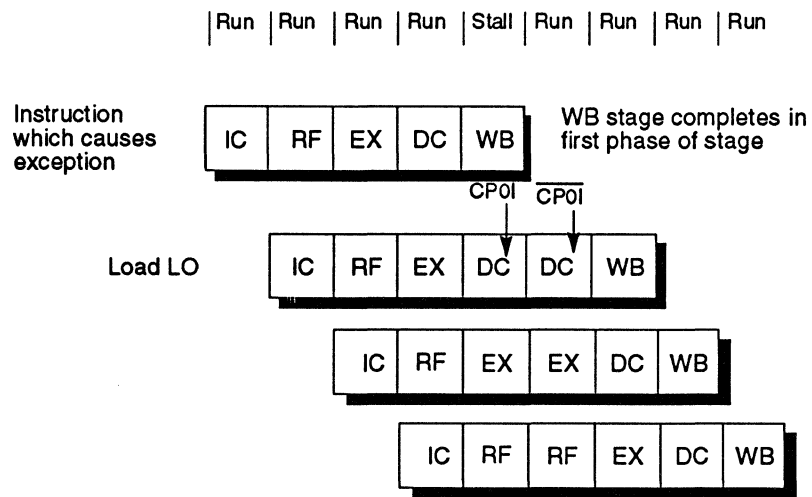 Run Run Run Run Stall Run Run Run Run
Instruction
which causes
exception
IC RF EX DC WB
WB stage completes in
first phase of stage
CP0I CP0I
Load LO
IC RF EX DC DC WB
IC RF EX EX DC WB
IC RF RF EX DC WB